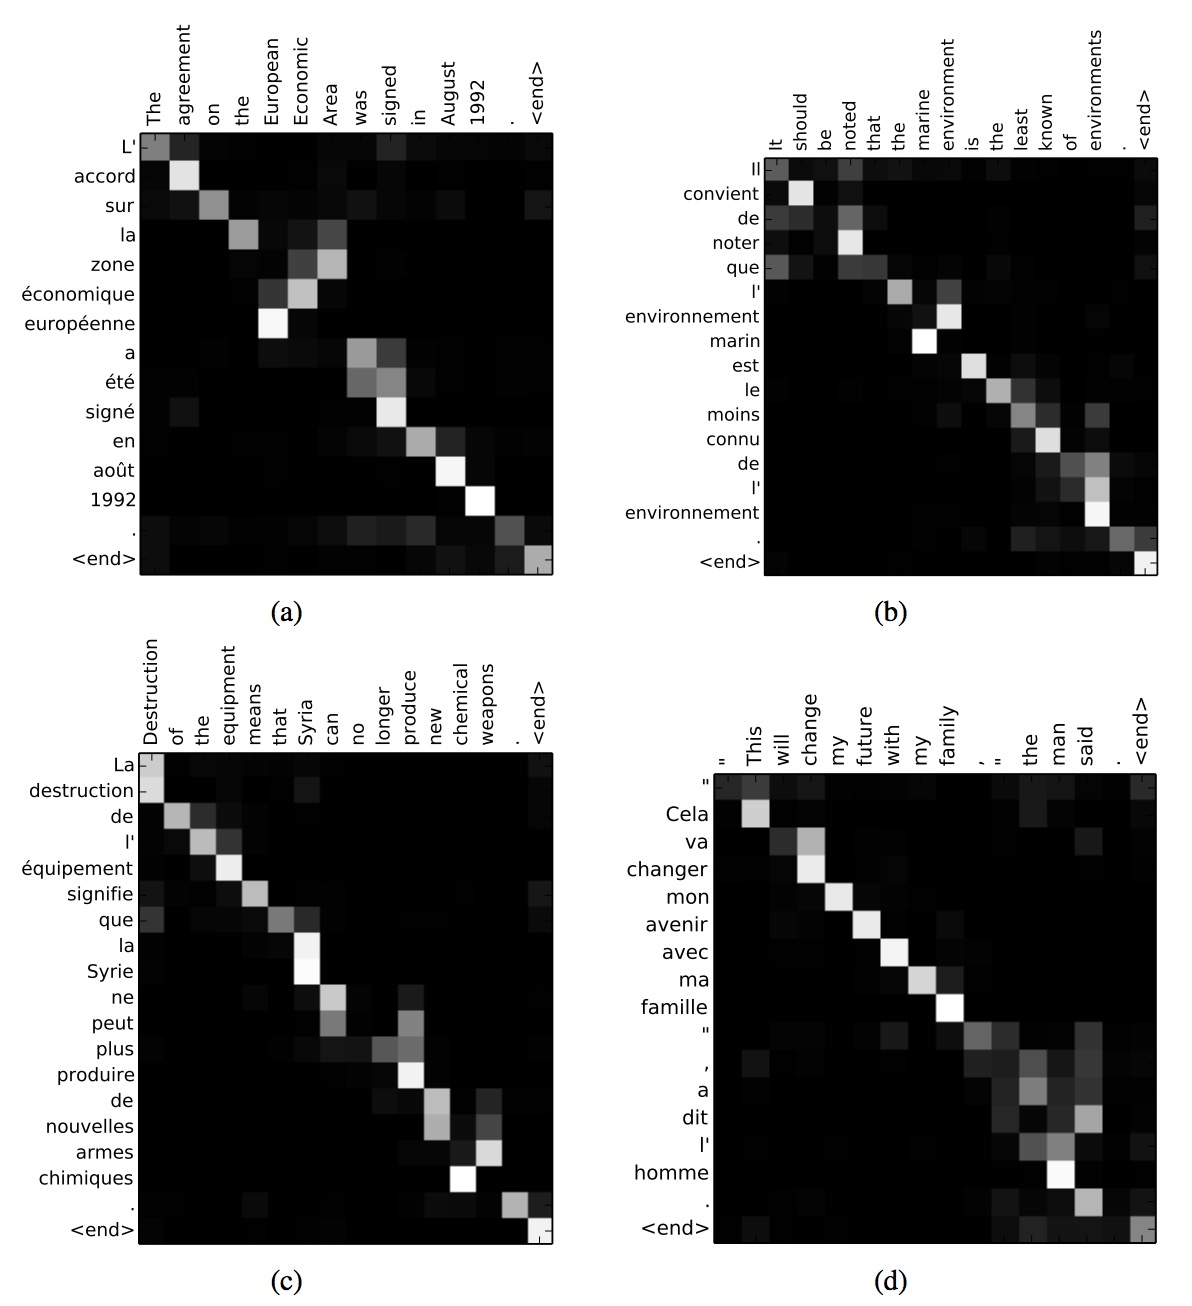 The agreement on the European Economic Area was signed in August 1992 . <end>
L'
accord
sur
la
zone
économique
européenne
a
été
signé
en
août
1992
.
<end>
(a)
It should be noted that the marine environment is the least known of environments . <end>
Il
convient
de
noter
que
l'
environnement
marin
est
le
moins
connu
de
l'
environnement
.
<end>
(b)
Destruction of the equipment means that Syria can no longer produce new chemical weapons . <end>
La
destruction
de
l'
équipement
signifie
que
la
Syrie
ne
peut
plus
produire
de
nouvelles
armes
chimiques
.
<end>
(c)
" This will change my future with my family , " the man said . <end>
"
Cela
va
changer
mon
avenir
avec
ma
famille
"
,
a
dit
l'
homme
.
<end>
(d)